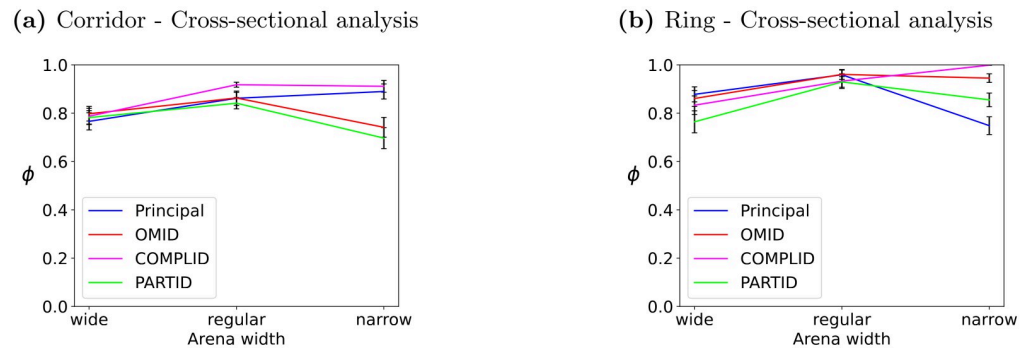 (a) Corridor - Cross-sectional analysis
1.0
0.8
0.6
0.4
0.2
0.0
ϕ
Principal
OMID
COMPLID
PARTID
wide regular narrow
Arena width
(b) Ring - Cross-sectional analysis
1.0
0.8
0.6
0.4
0.2
0.0
ϕ
Principal
OMID
COMPLID
PARTID
wide regular narrow
Arena width